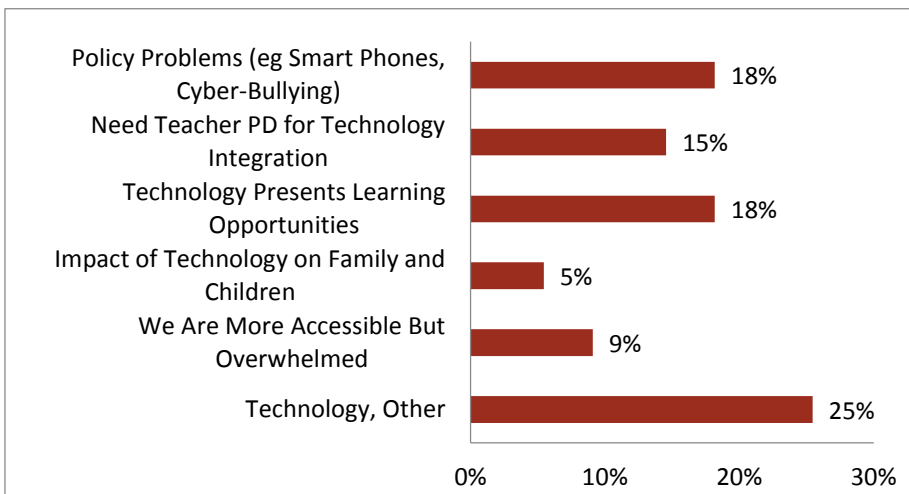 Policy Problems (eg Smart Phones,
Cyber-Bullying)
18%
Need Teacher PD for Technology
Integration
15%
Technology Presents Learning
Opportunities
18%
Impact of Technology on Family and
Children
5%
We Are More Accessible But
Overwhelmed
9%
Technology, Other
25%
0% 10% 20% 30%